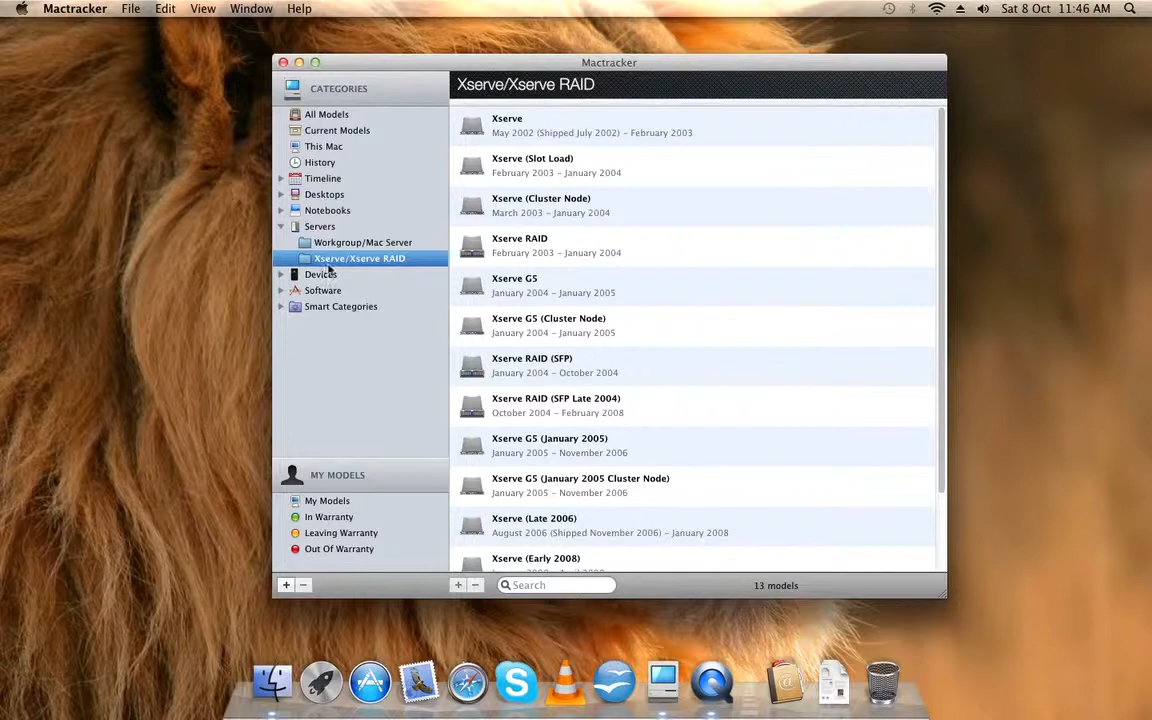 Mactracker File Edit View Window Help
Sat 8 Oct 11:46 AM
Mactracker
CATEGORIES
All Models
Current Models
This Mac
History
Timeline
Desktops
Notebooks
Servers
Workgroup/Mac Server
Xserve/Xserve RAID
Devices
Software
Smart Categories
MY MODELS
My Models
In Warranty
Leaving Warranty
Out Of Warranty
Xserve/Xserve RAID
Xserve
May 2002 (Shipped July 2002) – February 2003
Xserve (Slot Load)
February 2003 – January 2004
Xserve (Cluster Node)
March 2003 – January 2004
Xserve RAID
February 2003 – January 2004
Xserve G5
January 2004 – January 2005
Xserve G5 (Cluster Node)
January 2004 – January 2005
Xserve RAID (SFP)
January 2004 – October 2004
Xserve RAID (SFP Late 2004)
October 2004 – February 2008
Xserve G5 (January 2005)
January 2005 – November 2006
Xserve G5 (January 2005 Cluster Node)
January 2005 – November 2006
Xserve (Late 2006)
August 2006 (Shipped November 2006) – January 2008
Xserve (Early 2008)
Search
13 models